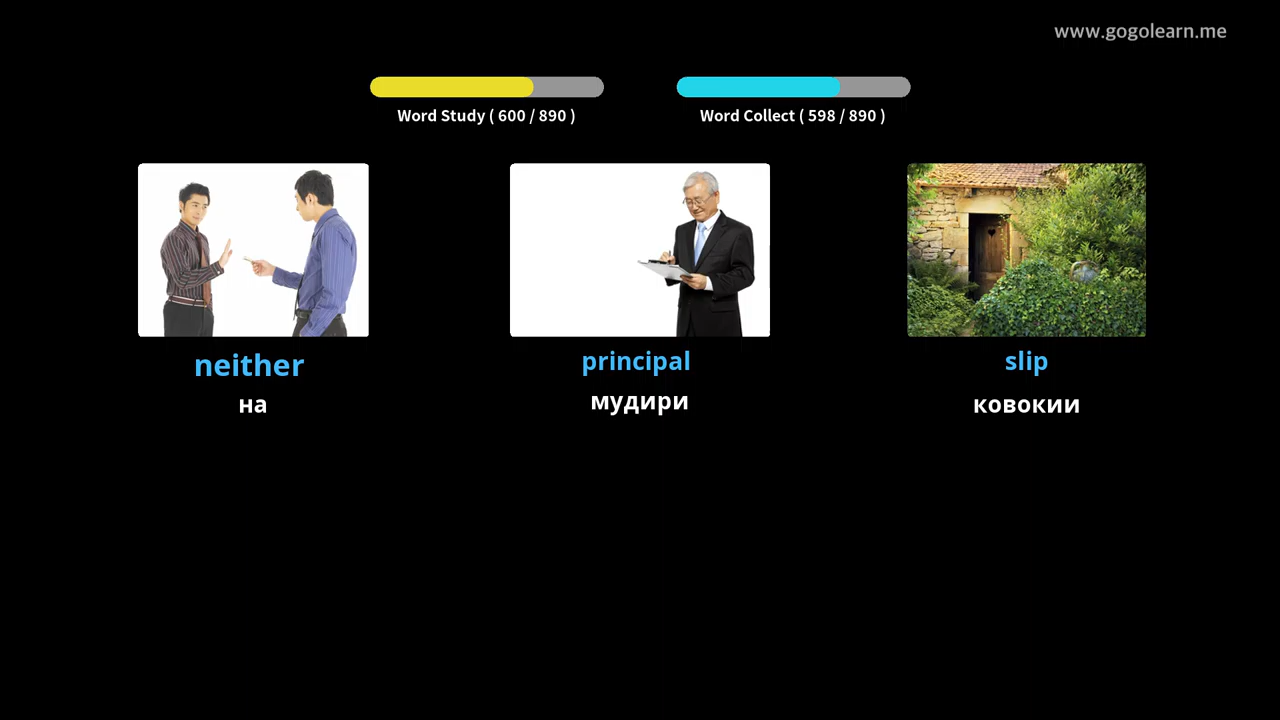 www.gogolearn.me
Word Study ( 600 / 890 )
Word Collect ( 598 / 890 )
neither
на
principal
мудири
slip
ковокии